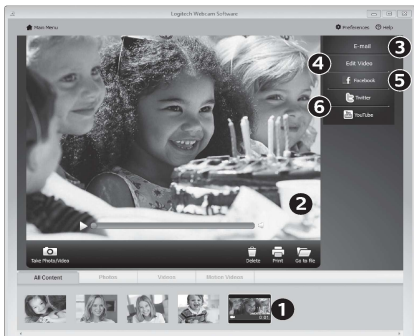 Logitech Webcam Software
Main Menu
Preferences
Help
E-mail
3
4
Edit Video
f Facebook
5
6
Twitter
YouTube
2
Take Photo/Video
Delete
Print
Go to file
All Content
Photos
Videos
Motion Videos
1